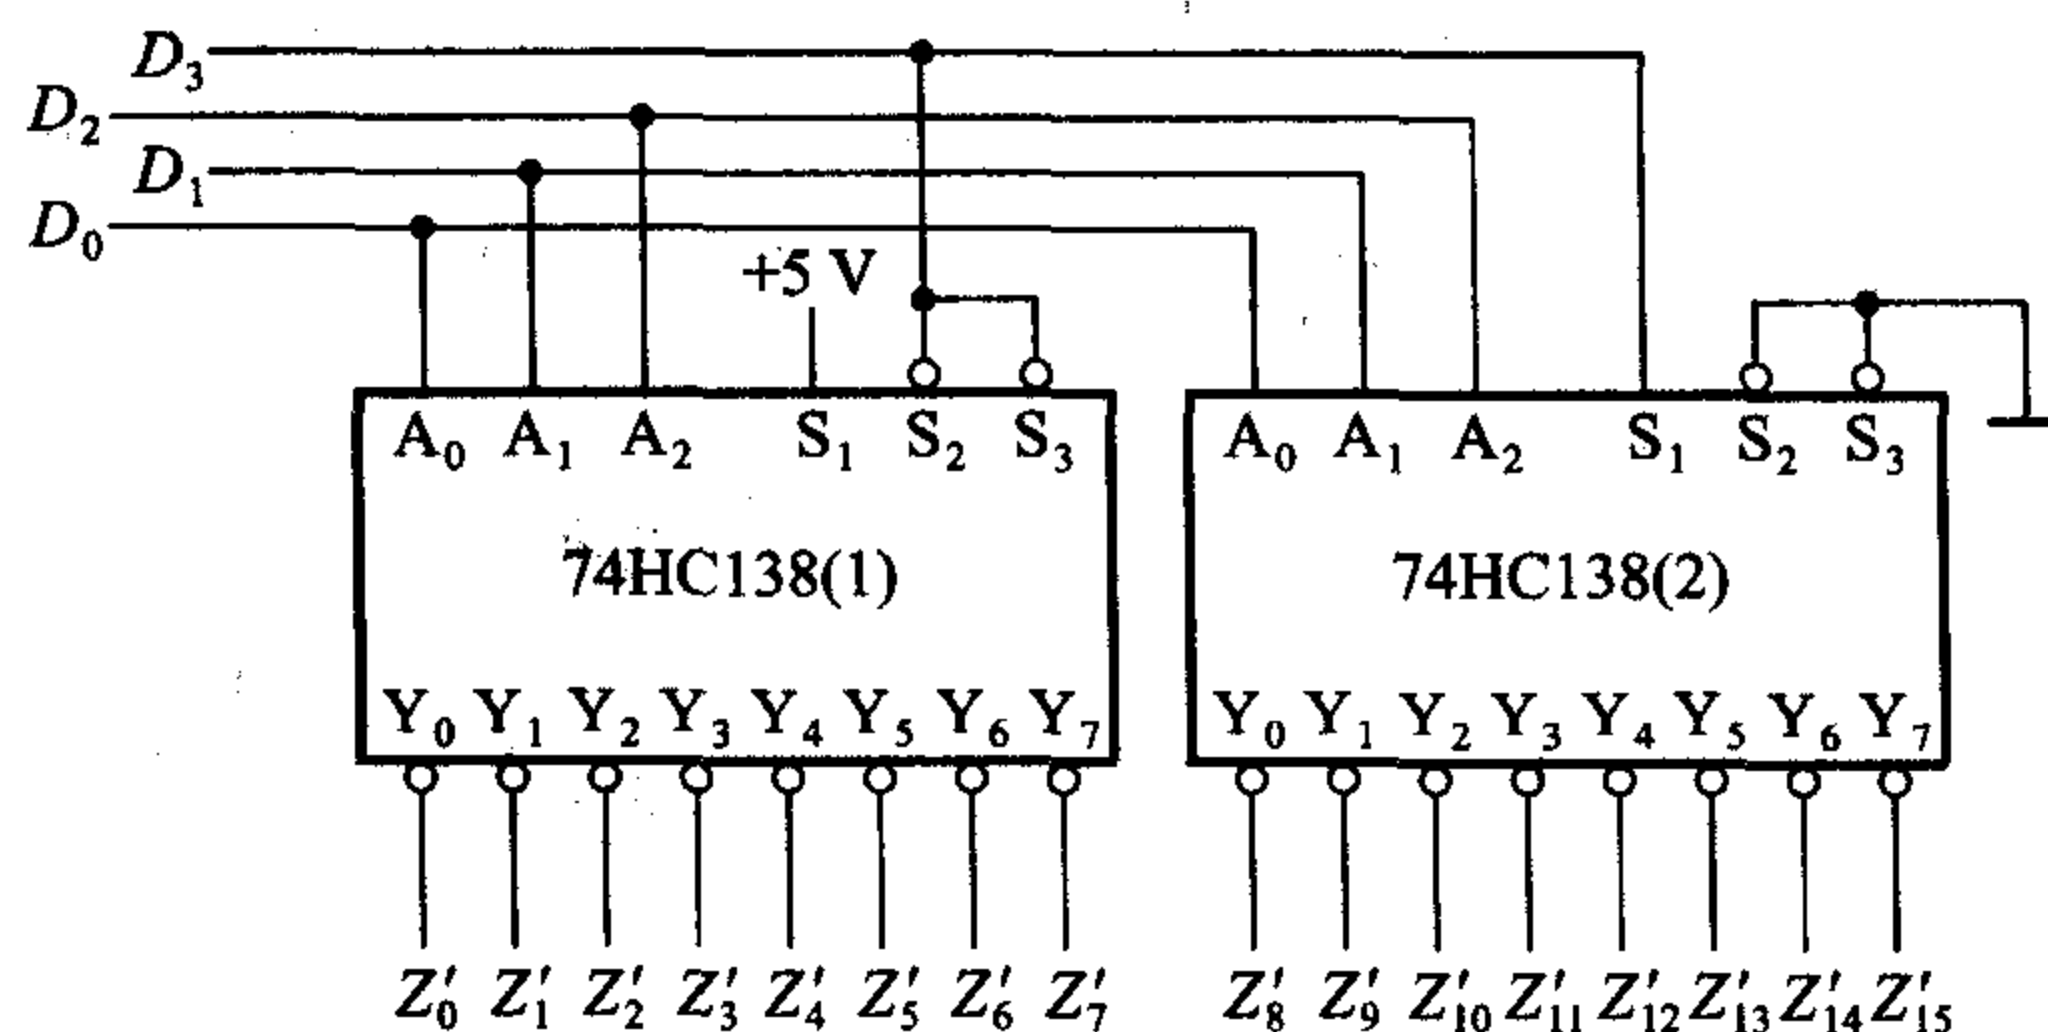 D₃
D₂
D₁
D₀
+5 V
A₀ A₁ A₂ S₁ S₂ S₃
A₀ A₁ A₂ S₁ S₂ S₃
74HC138(1)
74HC138(2)
Y₀ Y₁ Y₂ Y₃ Y₄ Y₅ Y₆ Y₇
Y₀ Y₁ Y₂ Y₃ Y₄ Y₅ Y₆ Y₇
Z′₀ Z′₁ Z′₂ Z′₃ Z′₄ Z′₅ Z′₆ Z′₇
Z′₈ Z′₉ Z′₁₀ Z′₁₁ Z′₁₂ Z′₁₃ Z′₁₄ Z′₁₅